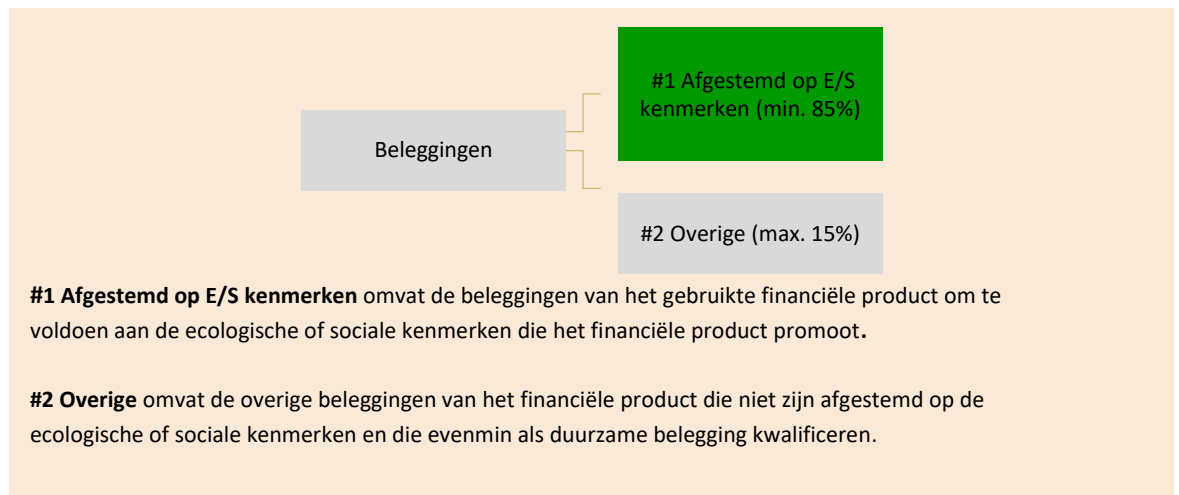 #1 Afgestemd op E/S
kenmerken (min. 85%)
Beleggingen
#2 Overige (max. 15%)
#1 Afgestemd op E/S kenmerken omvat de beleggingen van het gebruikte financiële product om te
voldoen aan de ecologische of sociale kenmerken die het financiële product promoot.
#2 Overige omvat de overige beleggingen van het financiële product die niet zijn afgestemd op de
ecologische of sociale kenmerken en die evenmin als duurzame belegging kwalificeren.